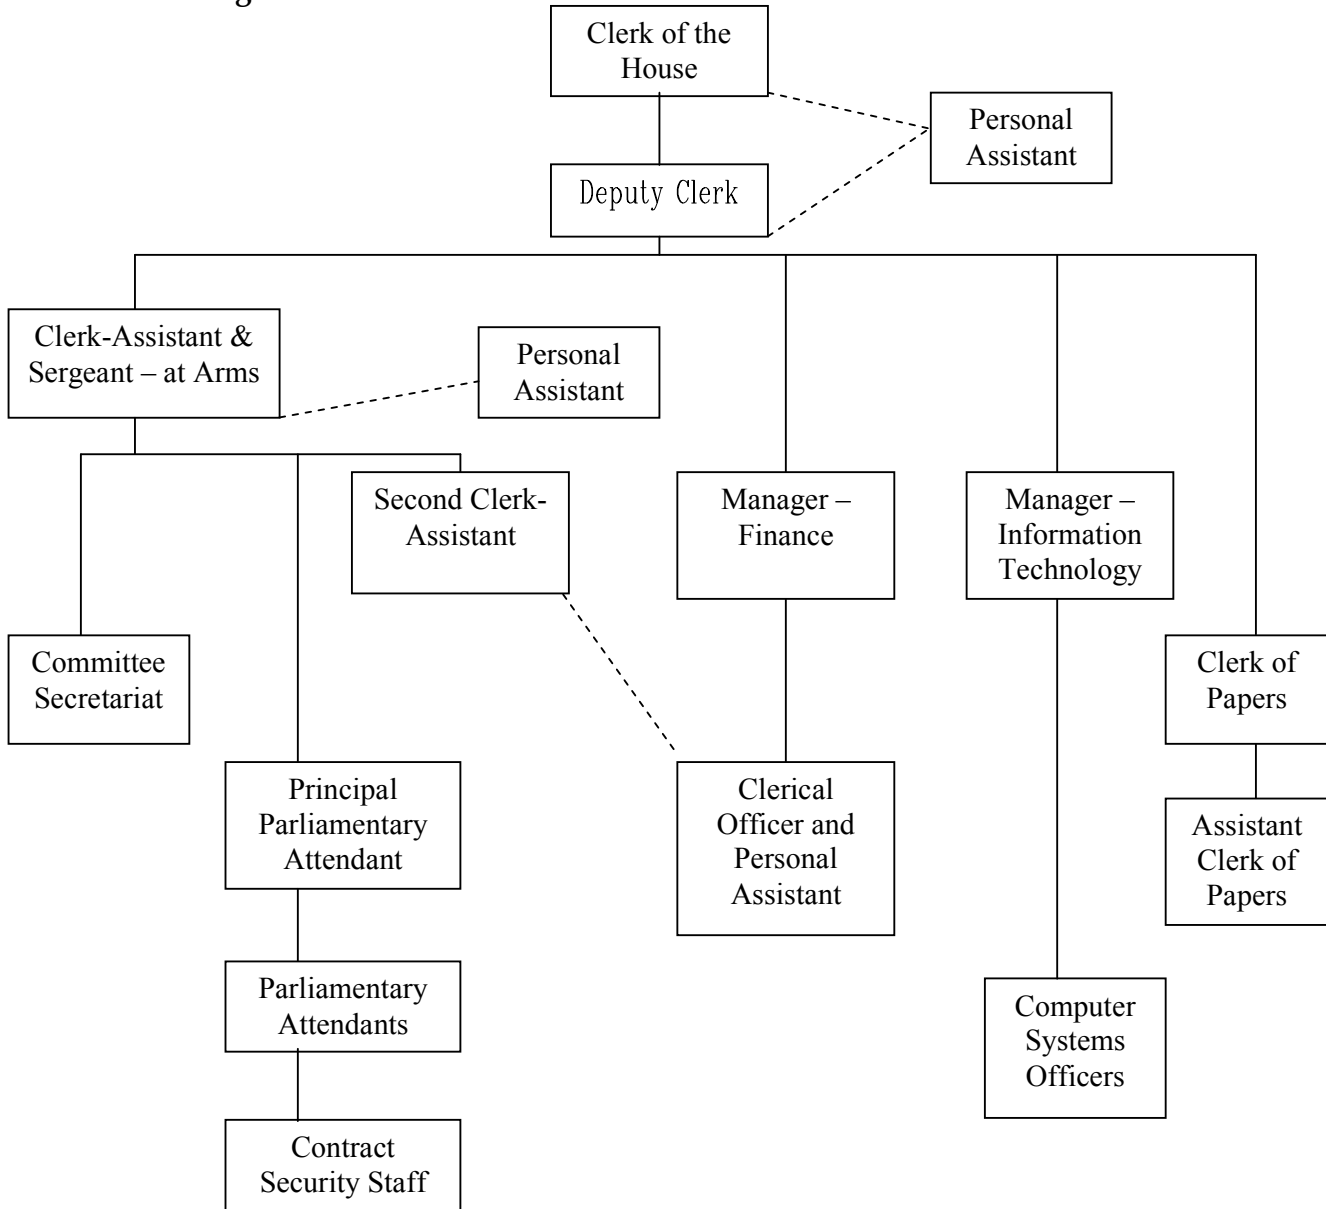 Clerk of the
House
Personal
Assistant
Deputy Clerk
Clerk-Assistant &
Sergeant – at Arms
Personal
Assistant
Second Clerk-
Assistant
Manager –
Finance
Manager –
Information
Technology
Committee
Secretariat
Clerk of
Papers
Principal
Parliamentary
Attendant
Clerical
Officer and
Personal
Assistant
Assistant
Clerk of
Papers
Parliamentary
Attendants
Computer
Systems
Officers
Contract
Security Staff